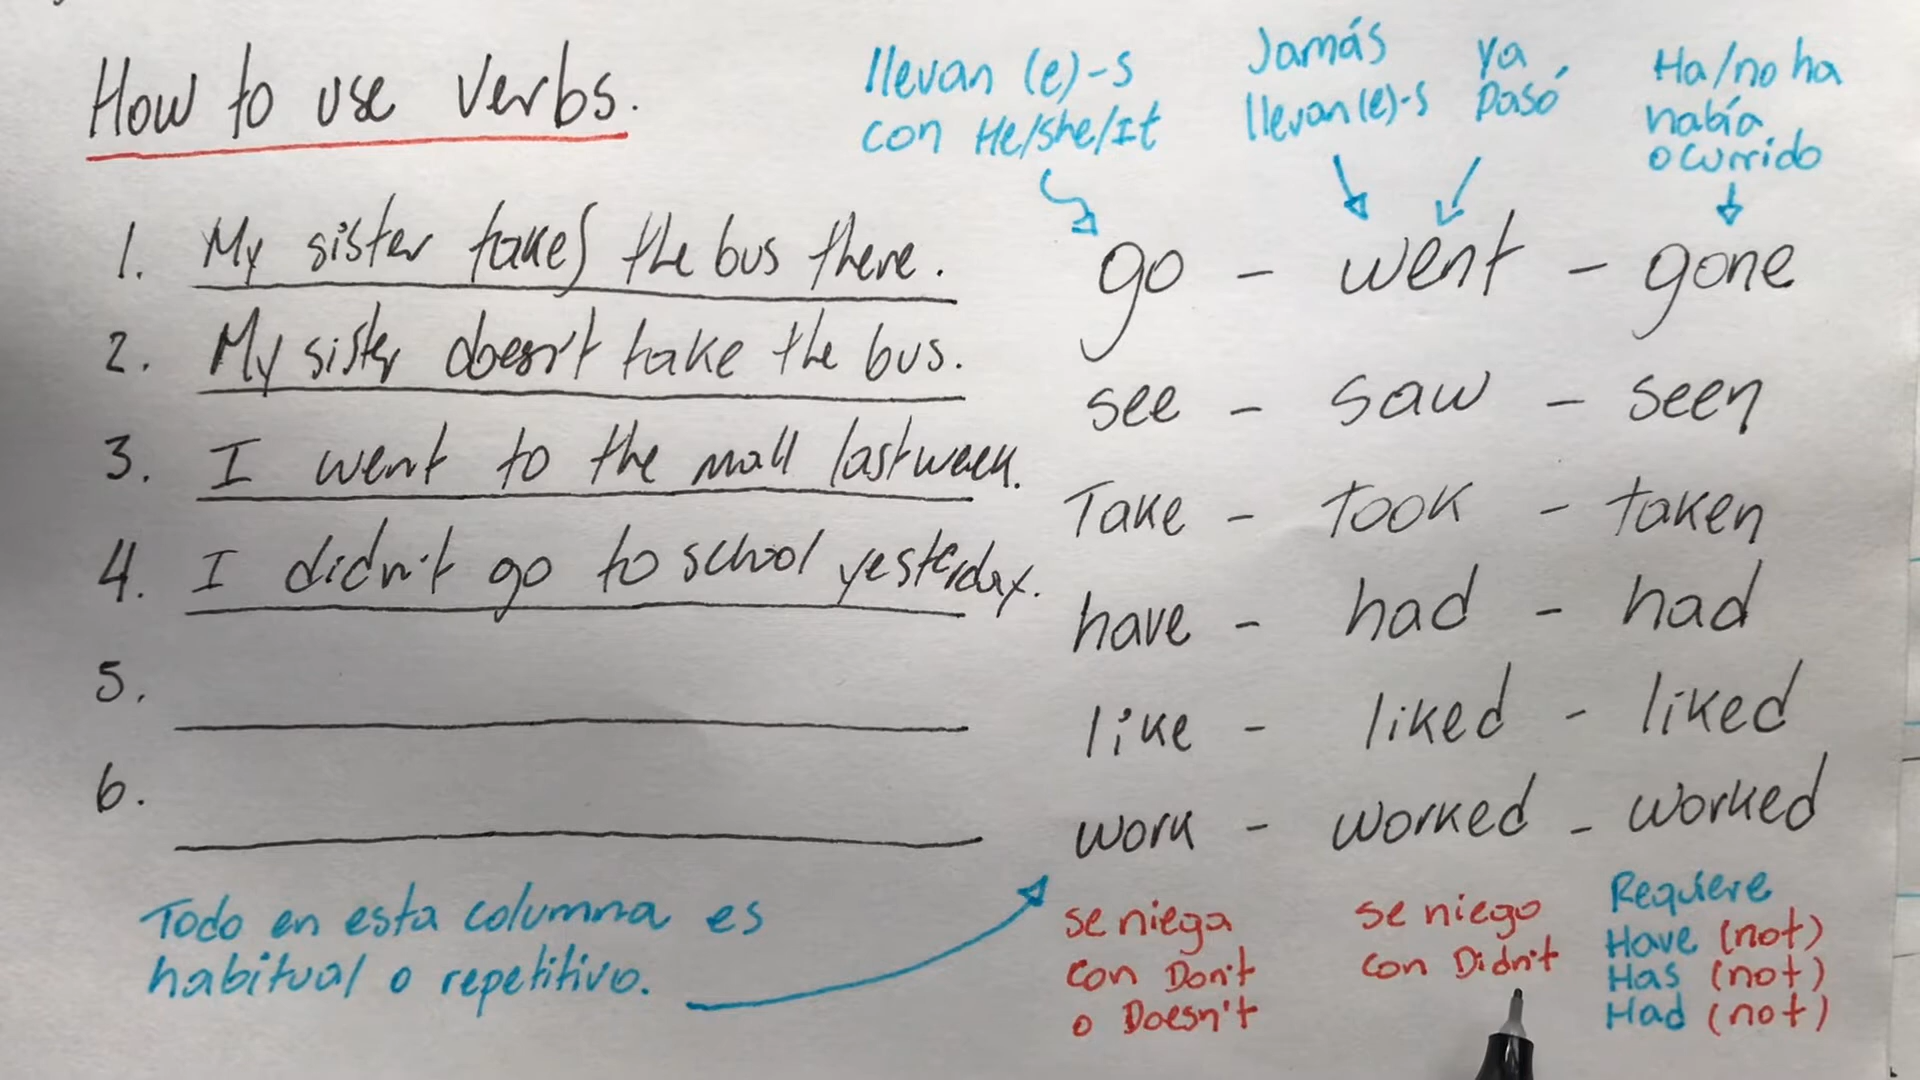 How to use verbs.
llevan (e)-s
con He/she/It
Jamás
llevan(e)-s
ya
pasó
Ha/no ha
había
ocurrido
1. My sister takes the bus there.
2. My sister doesn't take the bus.
3. I went to the mall last week.
4. I didn't go to school yesterday.
5.
6.
go - went - gone
see - saw - seen
Take - took - taken
have - had - had
like - liked - liked
work - worked - worked
Todo en esta columna es
habitual o repetitivo.
se niega
con Don't
o Doesn't
se niego
con Didn't
Requiere
Have (not)
Has (not)
Had (not)